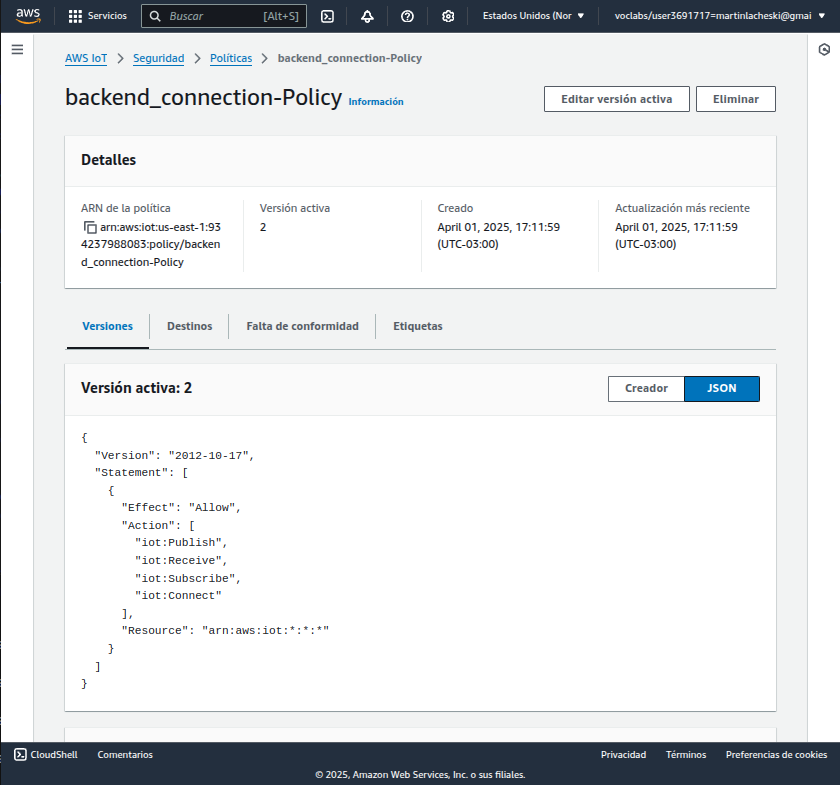 aws Servicios Buscar [Alt+S] Estados Unidos (Nor voclabs/user3691717=martinlacheski@gmai
AWS IoT > Seguridad > Políticas > backend_connection-Policy
backend_connection-Policy Información Editar versión activa Eliminar
Detalles
ARN de la política
arn:aws:iot:us-east-1:93
4237988083:policy/backen
d_connection-Policy
Versión activa
2
Creado
April 01, 2025, 17:11:59
(UTC-03:00)
Actualización más reciente
April 01, 2025, 17:11:59
(UTC-03:00)
Versiones Destinos Falta de conformidad Etiquetas
Versión activa: 2 Creador JSON
{
"Version": "2012-10-17",
"Statement": [
{
"Effect": "Allow",
"Action": [
"iot:Publish",
"iot:Receive",
"iot:Subscribe",
"iot:Connect"
],
"Resource": "arn:aws:iot:*:*:*"
}
]
}
CloudShell Comentarios Privacidad Términos Preferencias de cookies
© 2025, Amazon Web Services, Inc. o sus filiales.